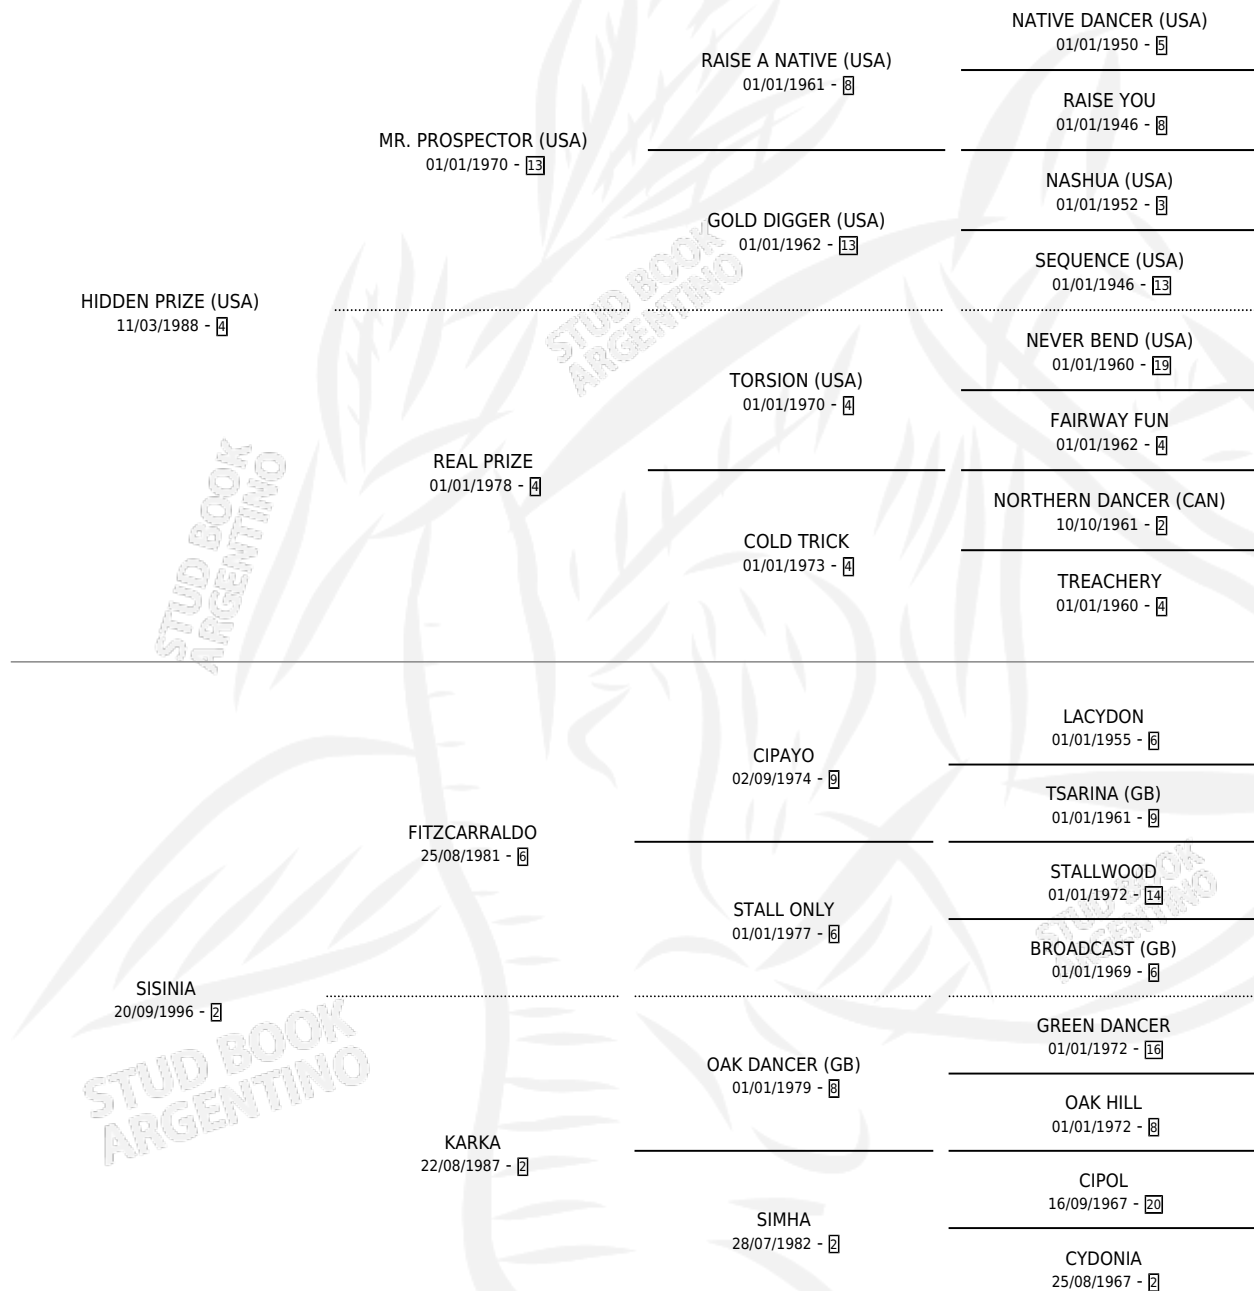 NATIVE DANCER (USA)
01/01/1950 - 5
RAISE A NATIVE (USA)
01/01/1961 - 8
RAISE YOU
01/01/1946 - 8
MR. PROSPECTOR (USA)
01/01/1970 - 13
NASHUA (USA)
01/01/1952 - 3
GOLD DIGGER (USA)
01/01/1962 - 13
SEQUENCE (USA)
01/01/1946 - 13
HIDDEN PRIZE (USA)
11/03/1988 - 4
STUD BOOK
ARGENTINO
NEVER BEND (USA)
01/01/1960 - 19
TORSION (USA)
01/01/1970 - 4
FAIRWAY FUN
01/01/1962 - 4
REAL PRIZE
01/01/1978 - 4
NORTHERN DANCER (CAN)
10/10/1961 - 2
COLD TRICK
01/01/1973 - 4
TREACHERY
01/01/1960 - 4
STUD BOOK
ARGENTINO
LACYDON
01/01/1955 - 6
CIPAYO
02/09/1974 - 9
TSARINA (GB)
01/01/1961 - 9
FITZCARRALDO
25/08/1981 - 6
STALLWOOD
01/01/1972 - 14
STALL ONLY
01/01/1977 - 6
BROADCAST (GB)
01/01/1969 - 6
STUD BOOK
ARGENTINO
SISINIA
20/09/1996 - 2
GREEN DANCER
01/01/1972 - 16
OAK DANCER (GB)
01/01/1979 - 8
OAK HILL
01/01/1972 - 8
STUD BOOK
ARGENTINO
KARKA
22/08/1987 - 2
CIPOL
16/09/1967 - 20
SIMHA
28/07/1982 - 2
CYDONIA
25/08/1967 - 2